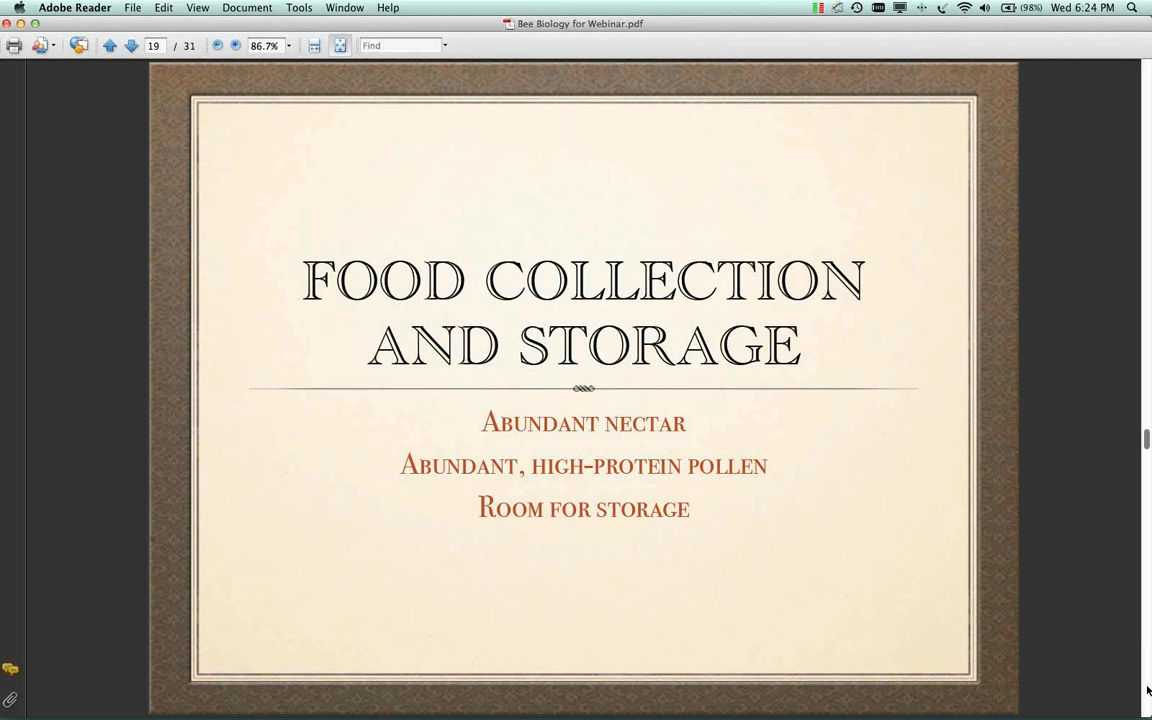 Adobe Reader File Edit View Document Tools Window Help (98%) Wed 6:24 PM
Bee Biology for Webinar.pdf
19 / 31 86.7% Find
FOOD COLLECTION
AND STORAGE
Abundant nectar
Abundant, high-protein pollen
Room for storage